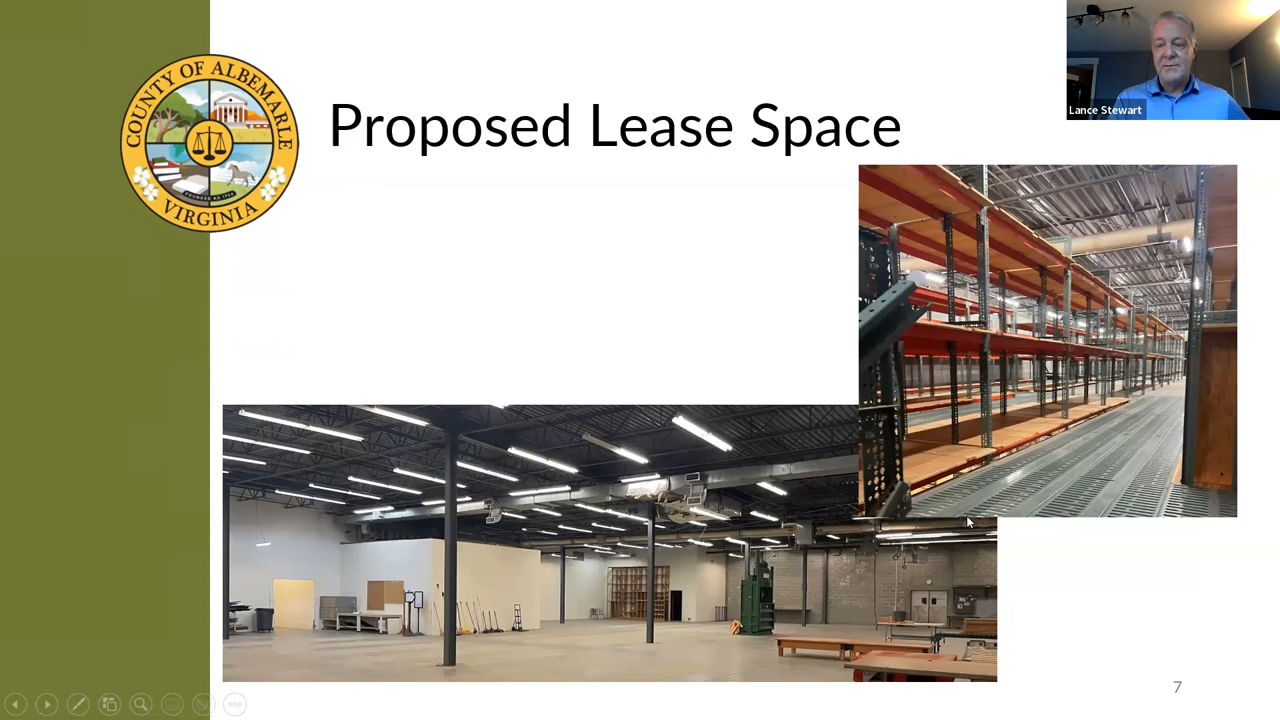 COUNTY OF ALBEMARLE
VIRGINIA
Proposed Lease Space
Lance Stewart
7